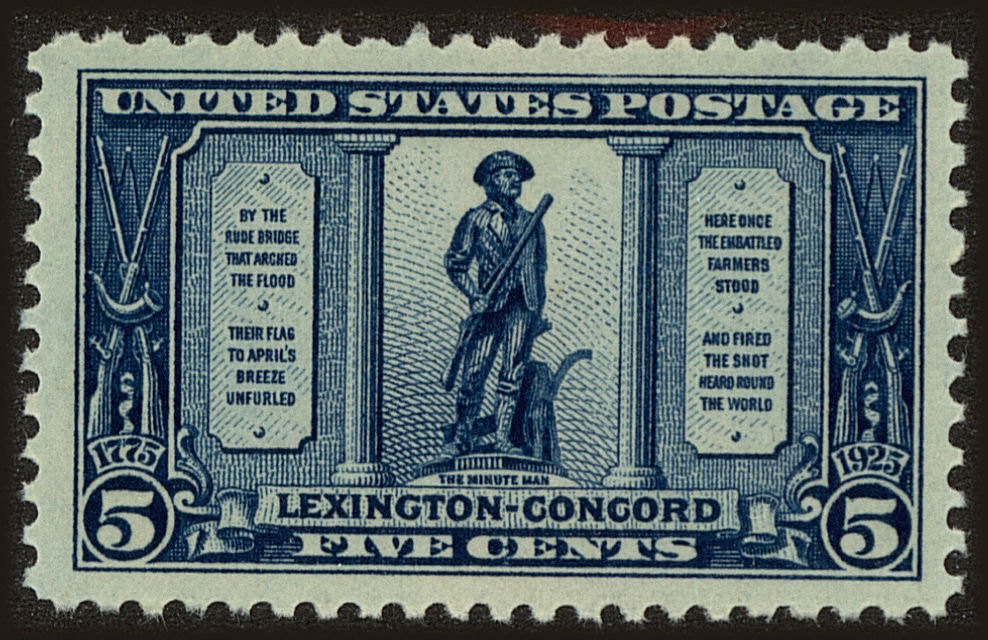 UNITED STATES POSTAGE
BY THE
RUDE BRIDGE
THAT ARCHED
THE FLOOD
THEIR FLAG
TO APRIL'S
BREEZE
UNFURLED
HERE ONCE
THE EMBATTLED
FARMERS
STOOD
AND FIRED
THE SHOT
HEARD ROUND
THE WORLD
1775
1925
THE MINUTE MAN
LEXINGTON-CONCORD
5 FIVE CENTS 5